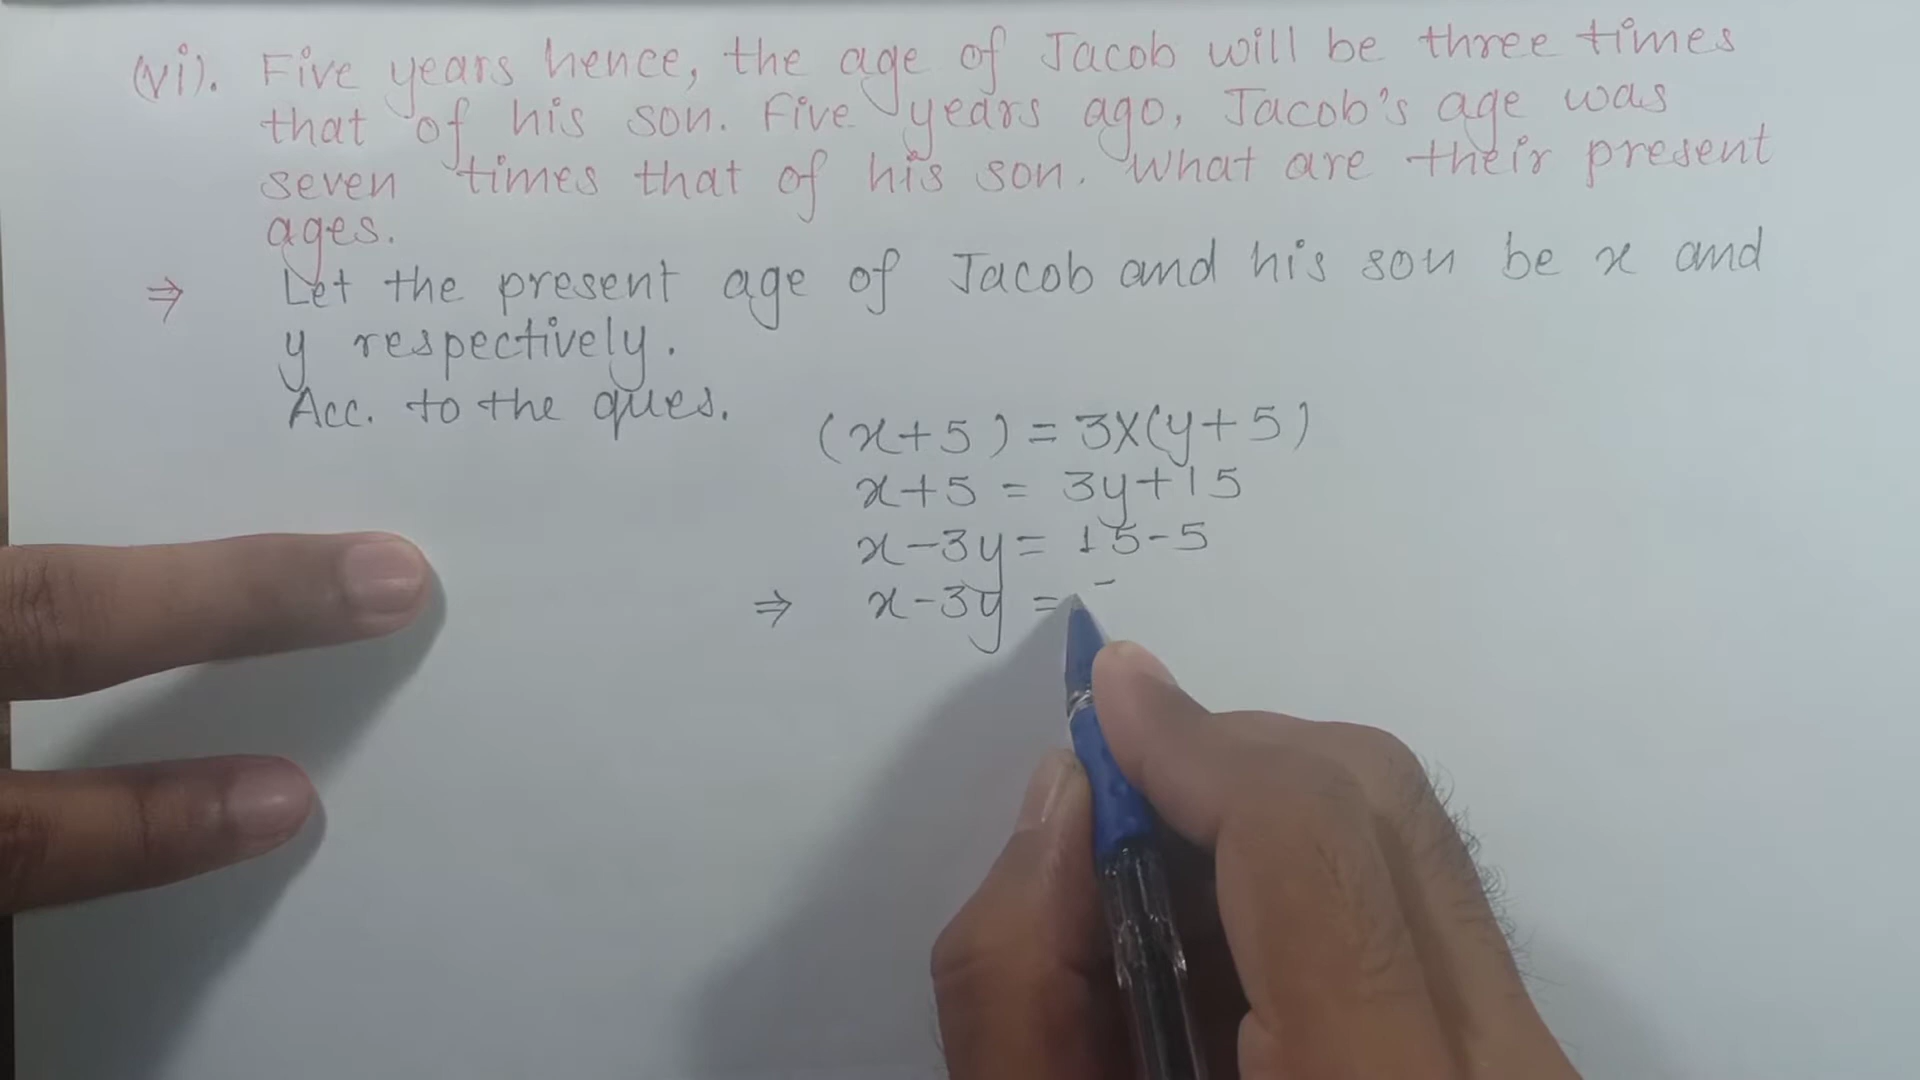 (vi). Five years hence, the age of Jacob will be three times
that of his son. Five years ago, Jacob's age was
seven times that of his son. What are their present
ages.
⇒ Let the present age of Jacob and his son be x and
y respectively.
Acc. to the ques.
(x+5) = 3×(y+5)
x+5 = 3y+15
x-3y = 15-5
⇒ x-3y =